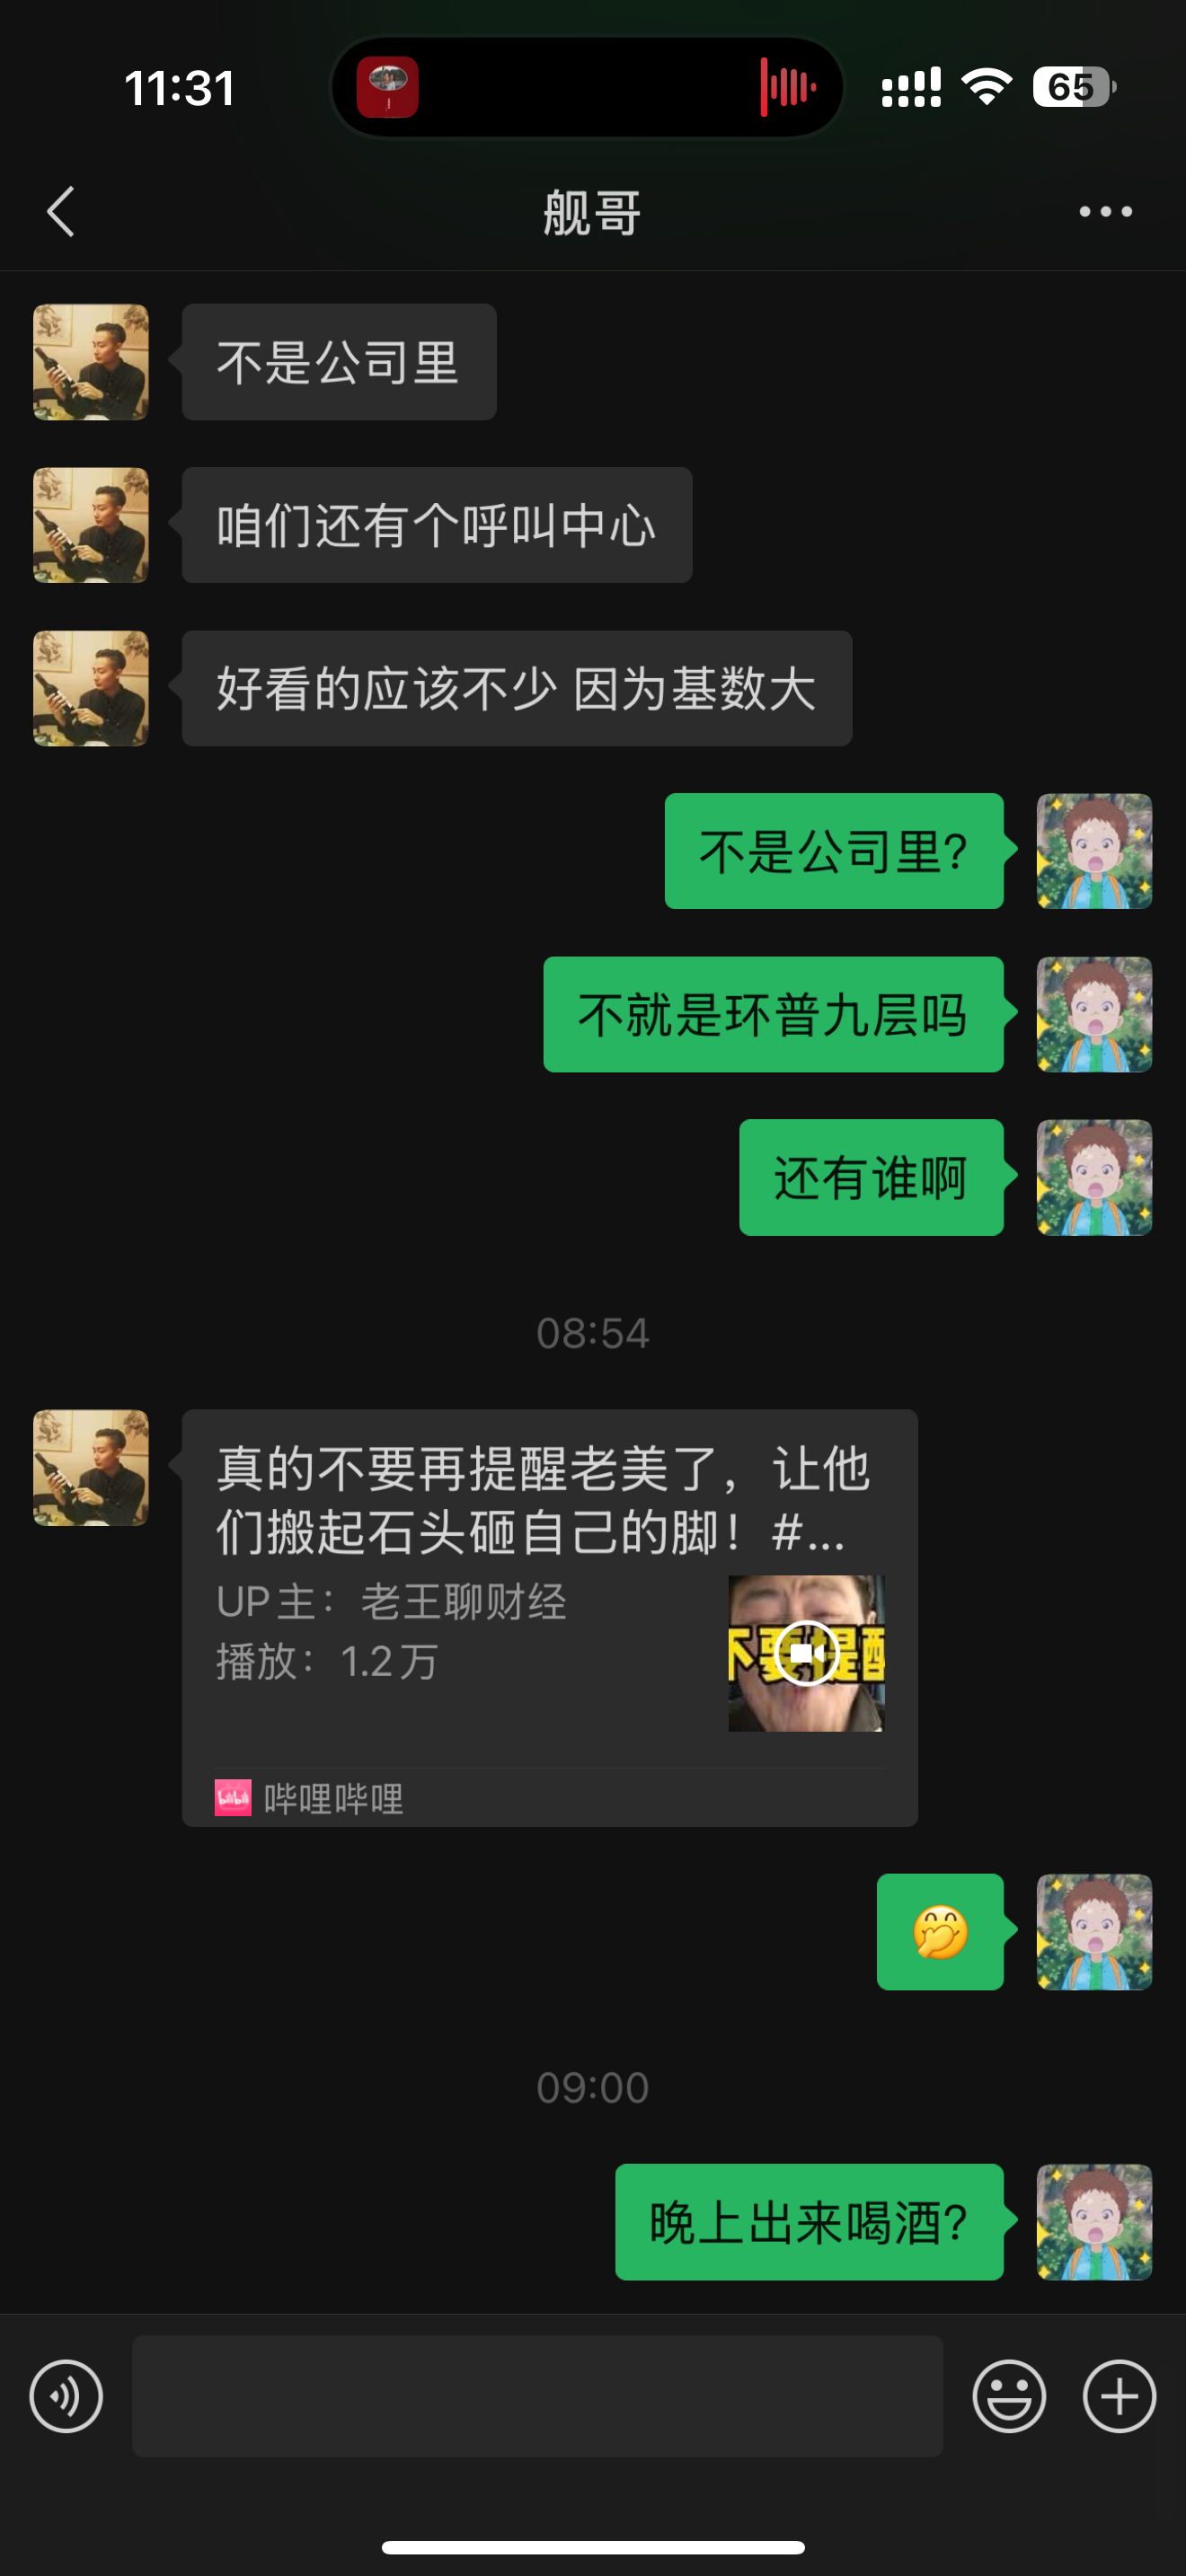 11:31
65
舰哥
不是公司里
咱们还有个呼叫中心
好看的应该不少 因为基数大
不是公司里?
不就是环普九层吗
还有谁啊
08:54
真的不要再提醒老美了，让他
们搬起石头砸自己的脚！#...
UP主：老王聊财经
播放：1.2万
不要提醒
bilibili
哔哩哔哩
09:00
晚上出来喝酒?